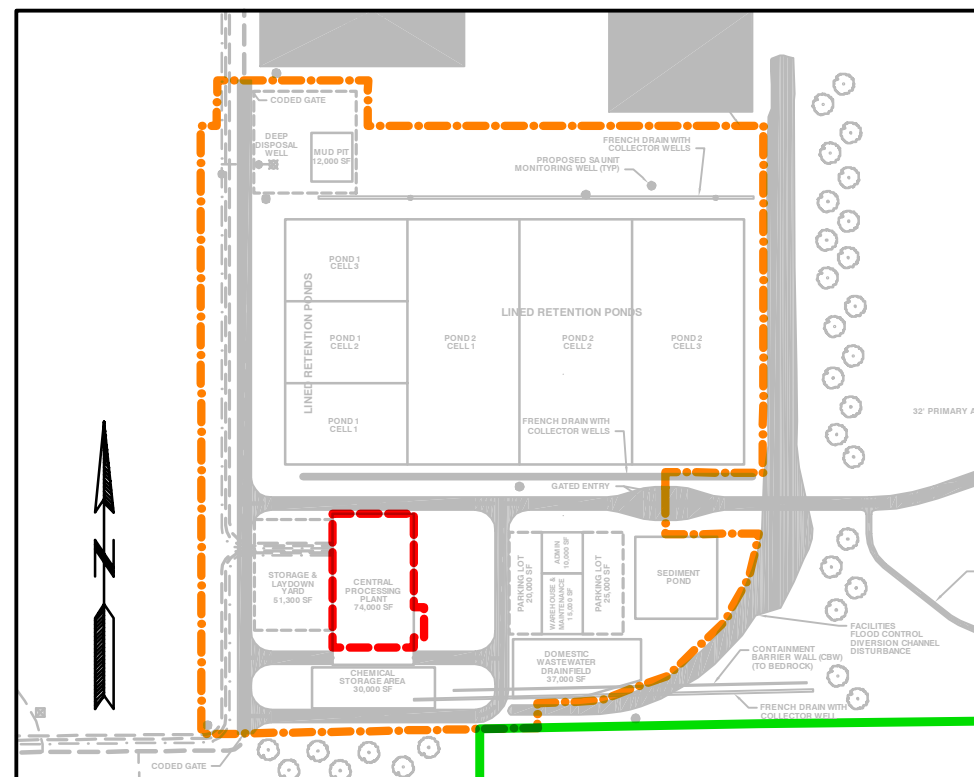 CODED GATE
DEEP
DISPOSAL
WELL
MUD PIT
12,000 SF
FRENCH DRAIN WITH
COLLECTOR WELLS
PROPOSED SA UNIT
MONITORING WELL (TYP)
POND 1
CELL 3
LINED RETENTION PONDS
LINED RETENTION PONDS
POND 1
CELL 2
POND 2
CELL 1
POND 2
CELL 2
POND 2
CELL 3
POND 1
CELL 1
FRENCH DRAIN WITH
COLLECTOR WELLS
32' PRIMARY A
GATED ENTRY
N
STORAGE &
LAYDOWN
YARD
51,300 SF
CENTRAL
PROCESSING
PLANT
74,000 SF
PARKING LOT
20,000 SF
ADMIN
10,000 SF
WAREHOUSE &
MAINTENANCE
15,000 SF
PARKING LOT
25,000 SF
SEDIMENT
POND
FACILITIES
FLOOD CONTROL
DIVERSION CHANNEL
DISTURBANCE
DOMESTIC
WASTEWATER
DRAINFIELD
37,000 SF
CONTAINMENT
BARRIER WALL (CBW)
(TO BEDROCK)
CHEMICAL
STORAGE AREA
30,000 SF
FRENCH DRAIN WITH
COLLECTOR WELL
CODED GATE